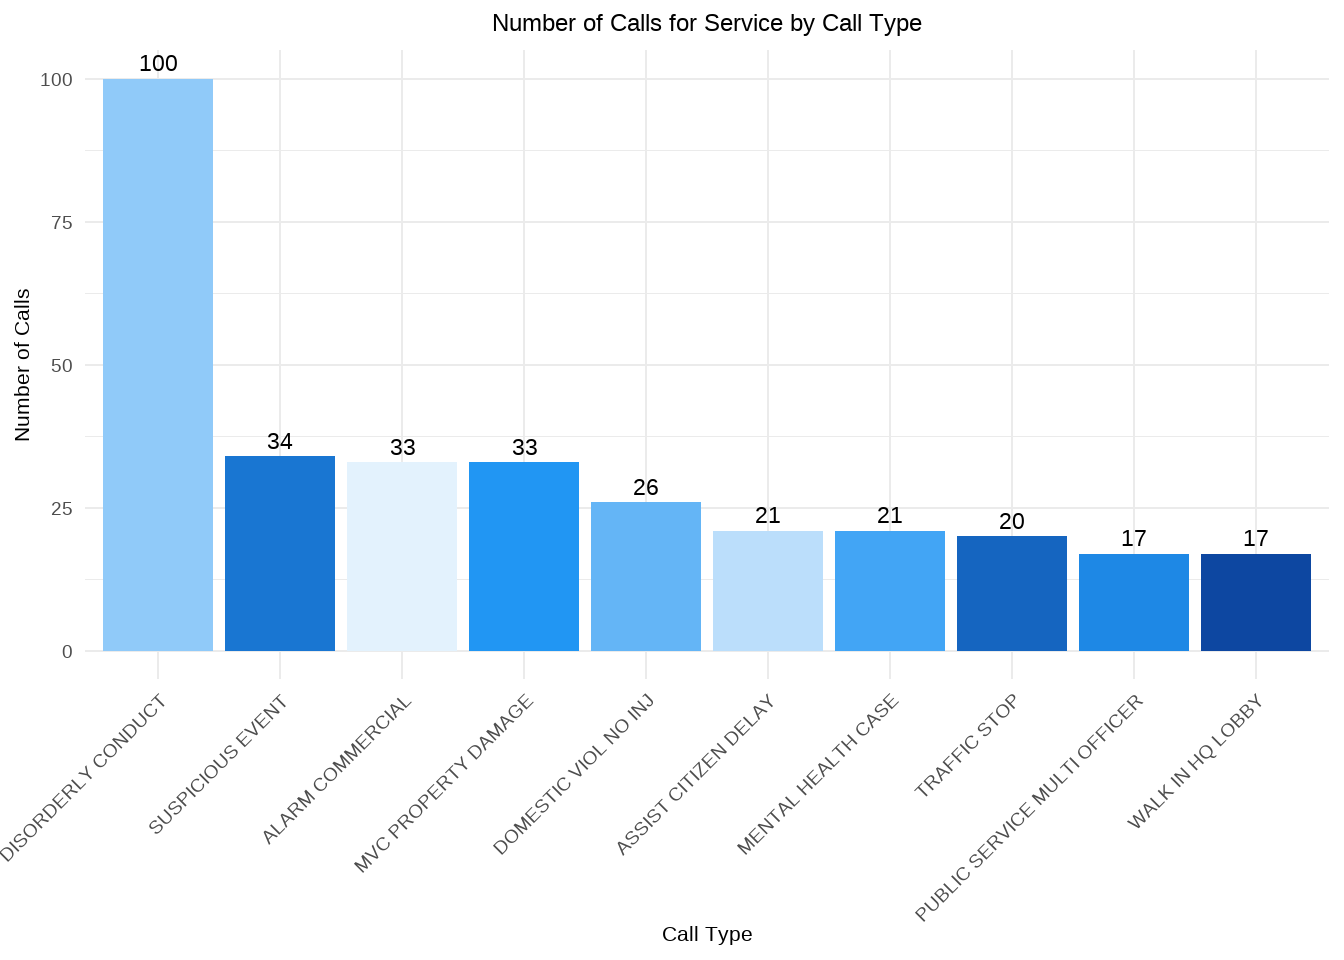 Number of Calls for Service by Call Type
Number of Calls
100
75
50
25
0
100
34
33
33
26
21
21
20
17
17
DISORDERLY CONDUCT
SUSPICIOUS EVENT
ALARM COMMERCIAL
MVC PROPERTY DAMAGE
DOMESTIC VIOL NO INJ
ASSIST CITIZEN DELAY
MENTAL HEALTH CASE
TRAFFIC STOP
PUBLIC SERVICE MULTI OFFICER
WALK IN HQ LOBBY
Call Type